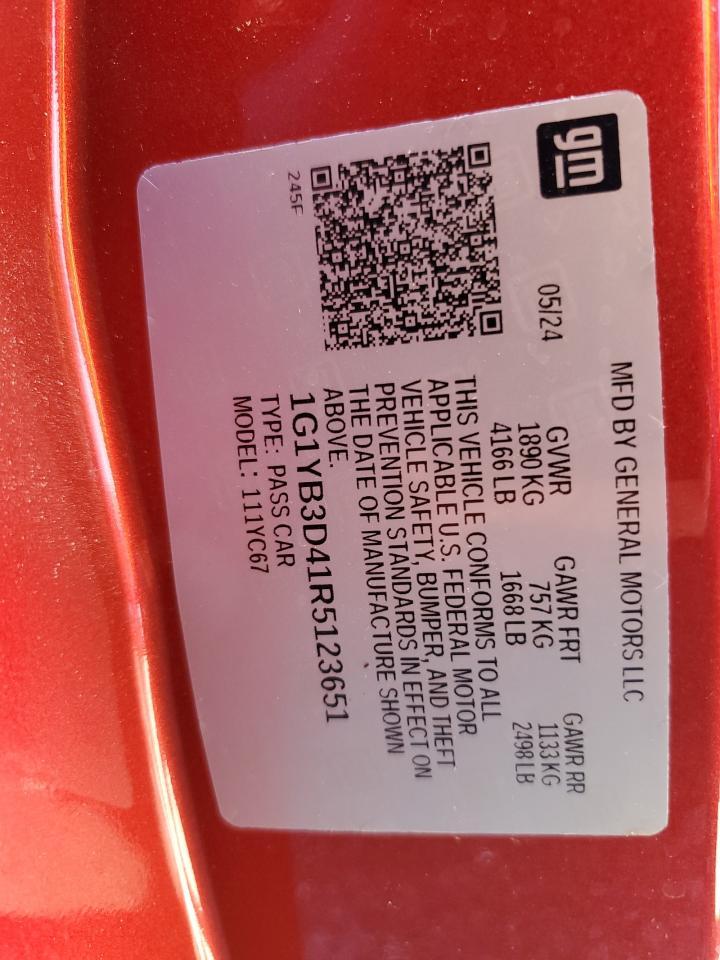 gm
MFD BY GENERAL MOTORS LLC
05/24
GVWR GAWR FRT GAWR RR
1890 KG 757 KG 1133 KG
4166 LB 1668 LB 2498 LB
THIS VEHICLE CONFORMS TO ALL
APPLICABLE U.S. FEDERAL MOTOR
VEHICLE SAFETY, BUMPER, AND THEFT
PREVENTION STANDARDS IN EFFECT ON
THE DATE OF MANUFACTURE SHOWN
ABOVE.
1G1YB3D41R5123651
TYPE: PASS CAR
MODEL: 111YC67
245F